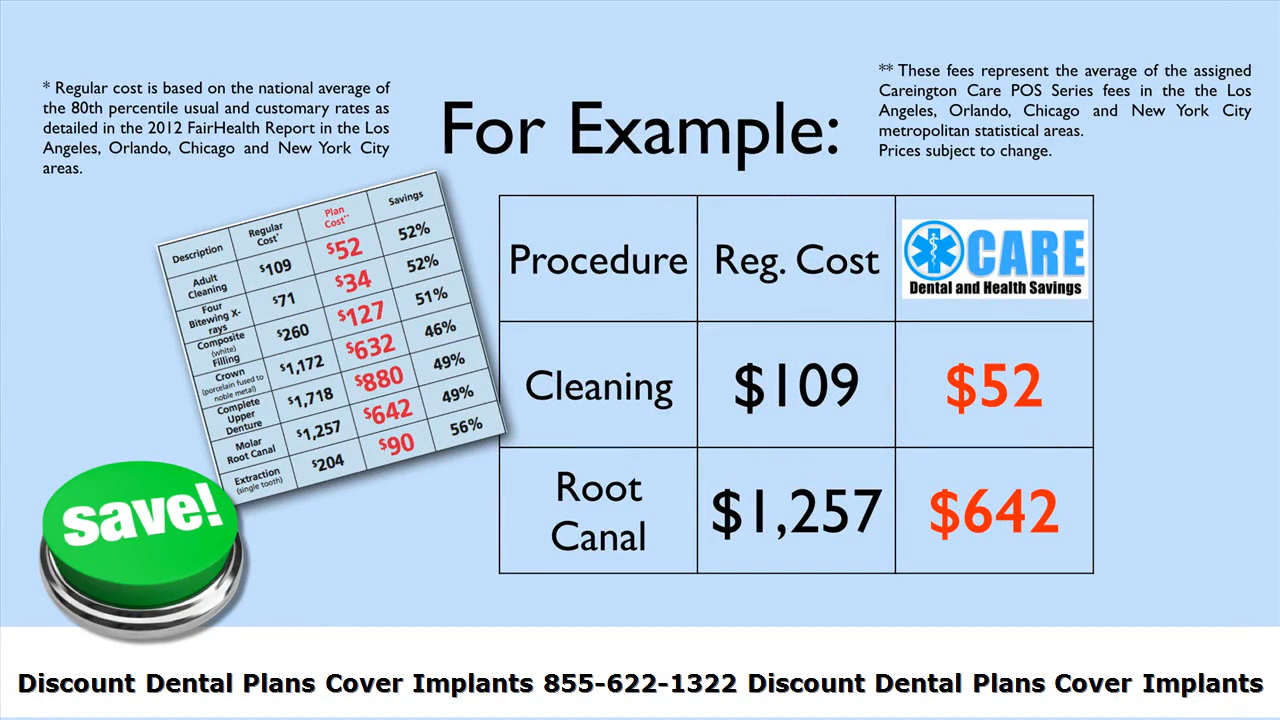 * Regular cost is based on the national average of
the 80th percentile usual and customary rates as
detailed in the 2012 FairHealth Report in the Los
Angeles, Orlando, Chicago and New York City
areas.
For Example:
** These fees represent the average of the assigned
Careington Care POS Series fees in the the Los
Angeles, Orlando, Chicago and New York City
metropolitan statistical areas.
Prices subject to change.
Description Regular Cost* Plan Cost** Savings
Adult Cleaning $109 $52 52%
Four Bitewing X-rays $71 $34 52%
Composite (white) Filling $260 $127 51%
Crown (porcelain fused to noble metal) $1,172 $632 46%
Complete Upper Denture $1,718 $880 49%
Molar Root Canal $1,257 $642 49%
Extraction (single tooth) $204 $90 56%
Procedure Reg. Cost CARE
Dental and Health Savings
Cleaning $109 $52
Root
Canal $1,257 $642
save!
Discount Dental Plans Cover Implants 855-622-1322 Discount Dental Plans Cover Implants